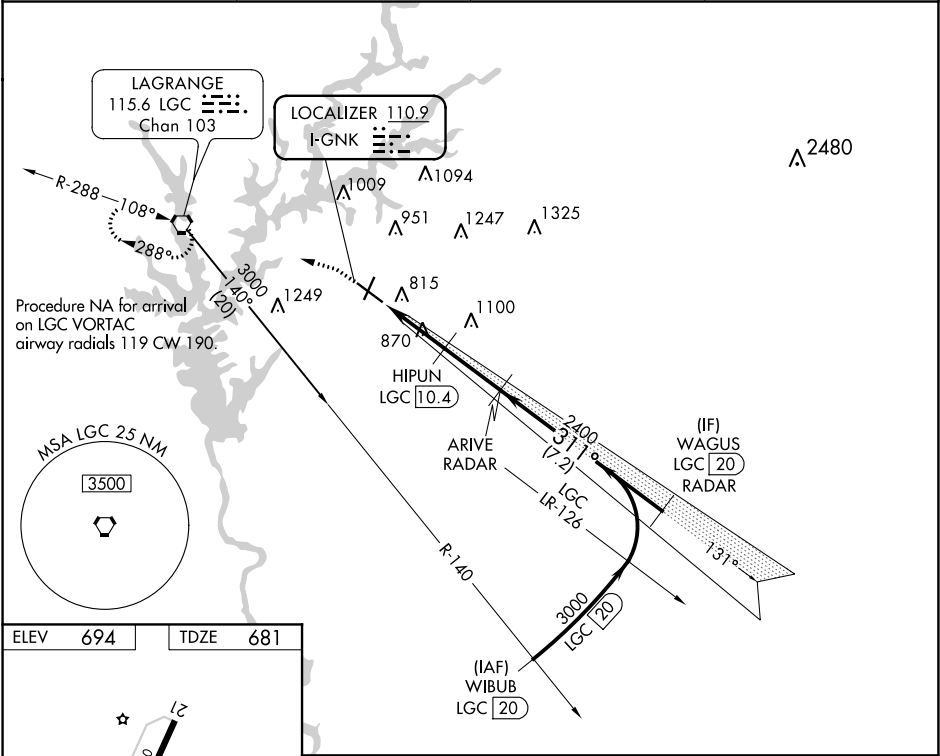 LAGRANGE
115.6 LGC
Chan 103
LOCALIZER 110.9
I-GNK
2480
1094
1009
951
1247
1325
R-288
108°
288°
3000
140°
(20)
1249
815
1100
870
Procedure NA for arrival
on LGC VORTAC
airway radials 119 CW 190.
HIPUN
LGC 10.4
ARIVE
RADAR
2400
311°
(7.2)
LGC
LR-126
(IF)
WAGUS
LGC 20
RADAR
131°
MSA LGC 25 NM
3500
R-140
3000
LGC 20
(IAF)
WIBUB
LGC 20
ELEV 694
TDZE 681
21